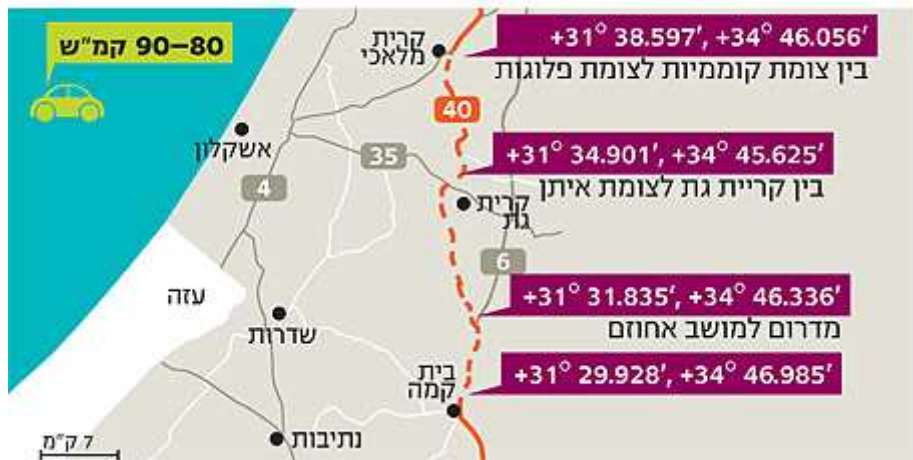 80–90 קמ"ש
קרית
מלאכי
+31° 38.597′, +34° 46.056′
בין צומת קוממיות לצומת פלוגות
40
אשקלון
35
+31° 34.901′, +34° 45.625′
בין קריית גת לצומת איתן
4
קרית
גת
6
עזה
+31° 31.835′, +34° 46.336′
מדרום למושב אחוזם
שדרות
בית
קמה
+31° 29.928′, +34° 46.985′
נתיבות
7 ק"מ